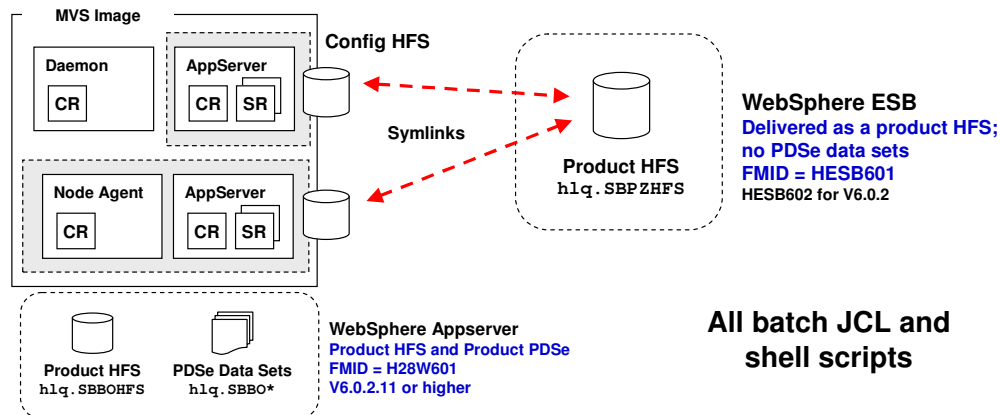 MVS Image
Daemon
CR
AppServer
CR
SR
Config HFS
Symlinks
Node Agent
CR
AppServer
CR
SR
Product HFS
hlq.SBPZHFS
WebSphere ESB
Delivered as a product HFS;
no PDSe data sets
FMID = HESB601
HESB602 for V6.0.2
Product HFS
hlq.SBBOHFS
PDSe Data Sets
hlq.SBBO*
WebSphere Appserver
Product HFS and Product PDSe
FMID = H28W601
V6.0.2.11 or higher
All batch JCL and
shell scripts